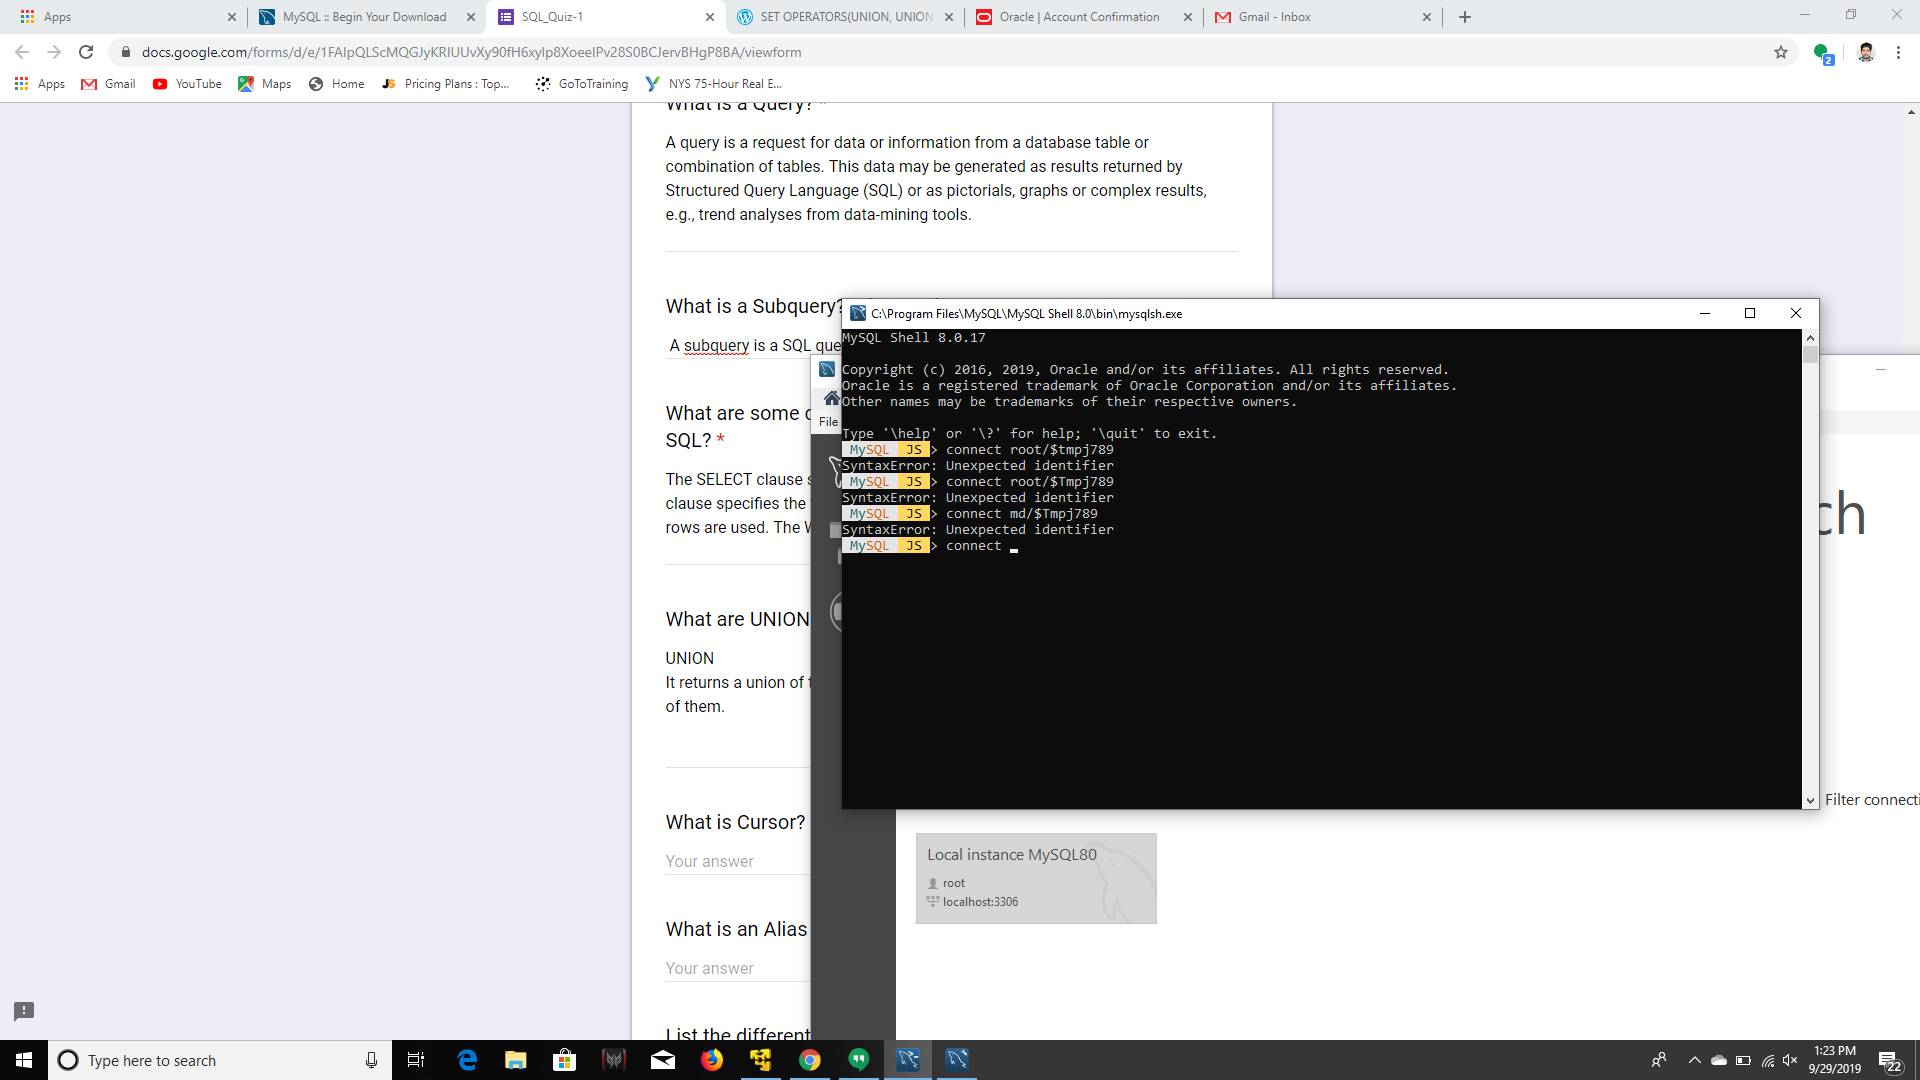 Apps
MySQL :: Begin Your Download
SQL_Quiz-1
SET OPERATORS(UNION, UNION
Oracle | Account Confirmation
Gmail - Inbox
docs.google.com/forms/d/e/1FAIpQLScMQGJyKRIUUvXy90fH6xyIp8XoeeIPv28S0BCJervBHgP8BA/viewform
2
Apps
Gmail
YouTube
Maps
Home
JS
Pricing Plans : Top...
GoToTraining
NYS 75-Hour Real E...
What is a Query? *
A query is a request for data or information from a database table or
combination of tables. This data may be generated as results returned by
Structured Query Language (SQL) or as pictorials, graphs or complex results,
e.g., trend analyses from data-mining tools.
What is a Subquery?
A subquery is a SQL que
What are some
SQL? *
The SELECT clause s
clause specifies the
rows are used. The W
What are UNION
UNION
It returns a union of t
of them.
What is Cursor?
Your answer
What is an Alias
Your answer
List the different
File
C:\Program Files\MySQL\MySQL Shell 8.0\bin\mysqlsh.exe
MySQL Shell 8.0.17
Copyright (c) 2016, 2019, Oracle and/or its affiliates. All rights reserved.
Oracle is a registered trademark of Oracle Corporation and/or its affiliates.
Other names may be trademarks of their respective owners.
Type '\help' or '\?' for help; '\quit' to exit.
MySQL JS > connect root/$tmpj789
SyntaxError: Unexpected identifier
MySQL JS > connect root/$Tmpj789
SyntaxError: Unexpected identifier
MySQL JS > connect md/$Tmpj789
SyntaxError: Unexpected identifier
MySQL JS > connect _
ch
Filter connecti
Local instance MySQL80
root
localhost:3306
Type here to search
1:23 PM
9/29/2019
22